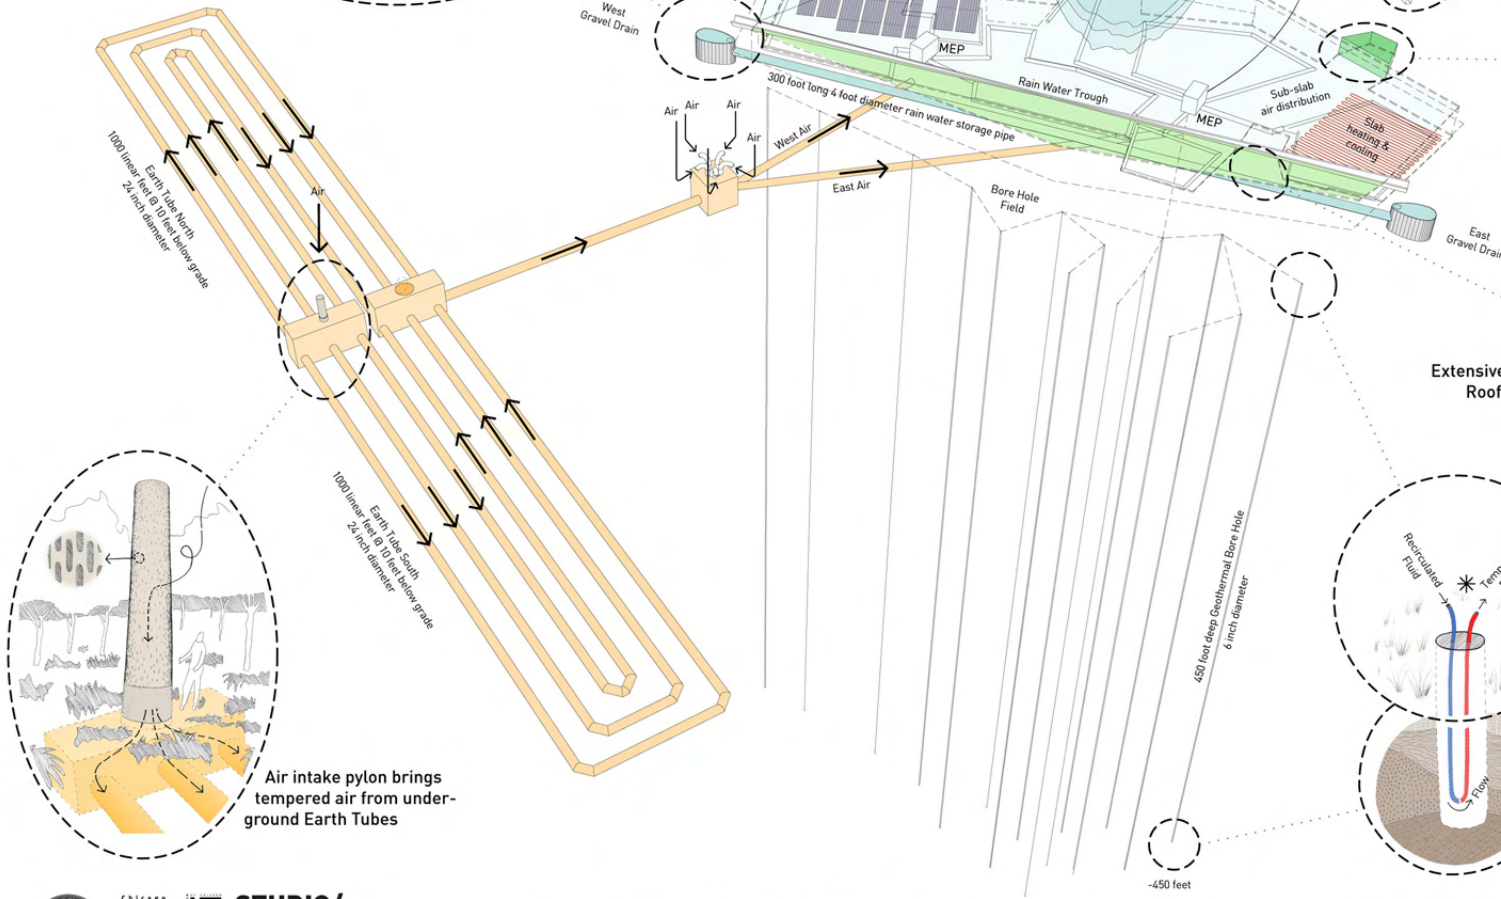 West
Gravel Drain
MEP
Rain Water Trough
Sub-slab
air distribution
MEP
Slab
heating &
cooling
300 foot long 4 foot diameter rain water storage pipe
Air
Air
Air
Air
West Air
East Air
Bore Hole
Field
East
Gravel Drain
Earth Tube North
1000 linear feet @ 10 feet below grade
24 inch diameter
Air
Extensive
Roof
Earth Tube South
1000 linear feet @ 10 feet below grade
24 inch diameter
450 foot deep Geothermal Bore Hole
6 inch diameter
Recirculated
Fluid
Flow
Air intake pylon brings
tempered air from under-
ground Earth Tubes
-450 feet
STUDIO/